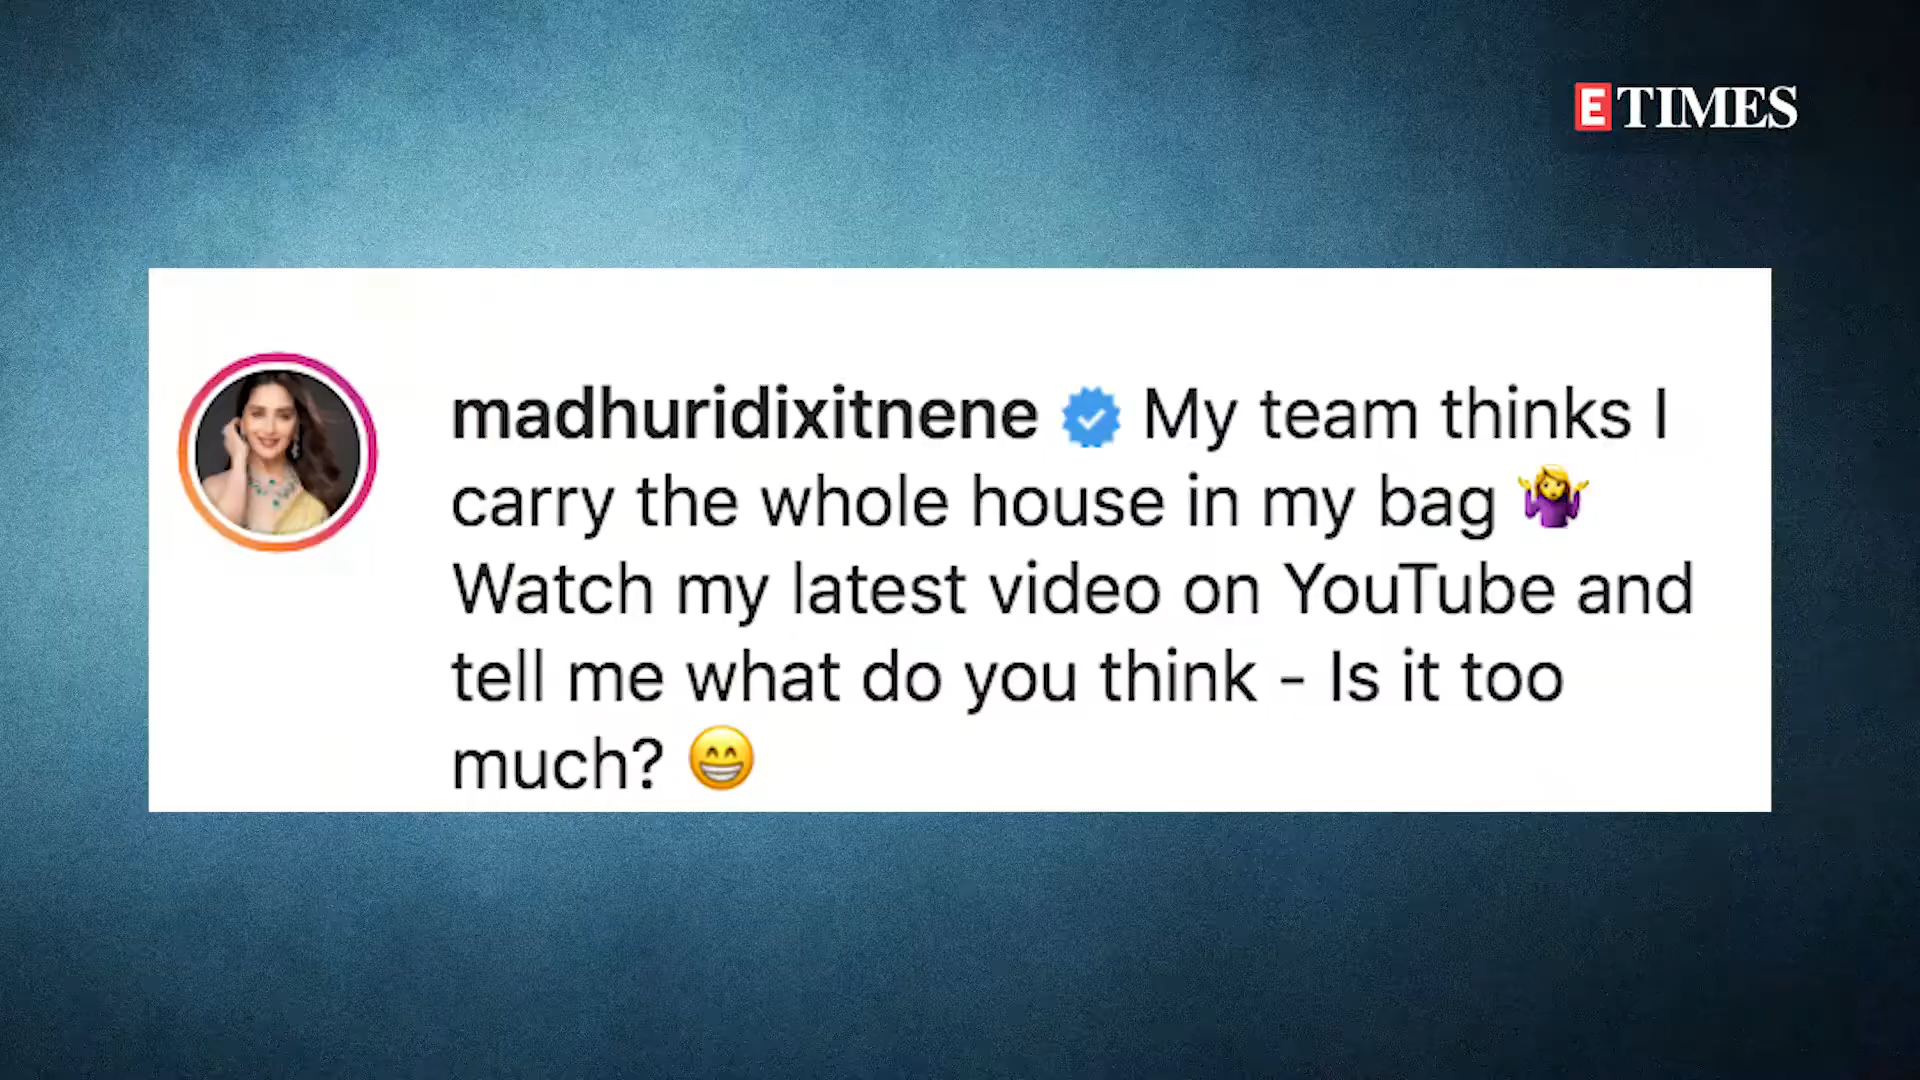 ETIMES
madhuridixitnene My team thinks I
carry the whole house in my bag 🤷‍♀️
Watch my latest video on YouTube and
tell me what do you think - Is it too
much? 😁